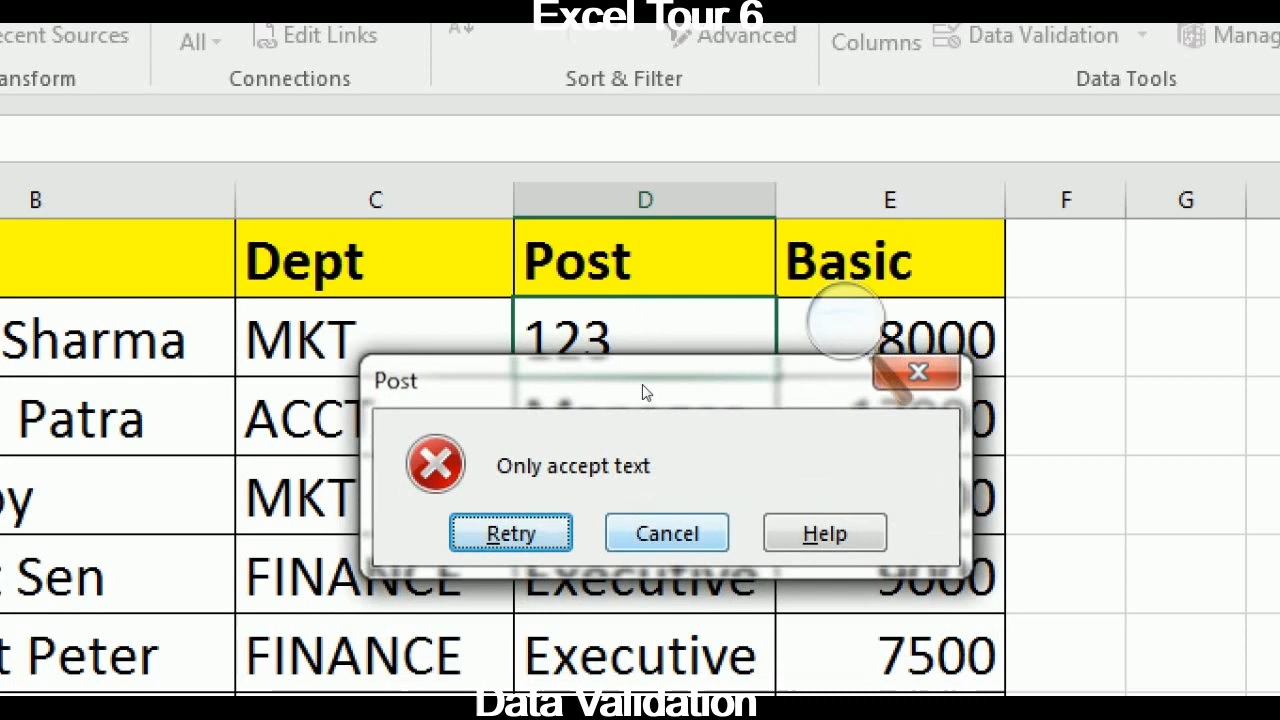 Excel Tour 6
ecent Sources All Edit Links Advanced Columns Data Validation Manag
ansform Connections Sort & Filter Data Tools
B C D E F G
Dept Post Basic
Sharma MKT 123 8000
Patra ACCT
oy MKT
Sen FINANCE Executive 9000
t Peter FINANCE Executive 7500
Post
Only accept text
Retry Cancel Help
Data Validation